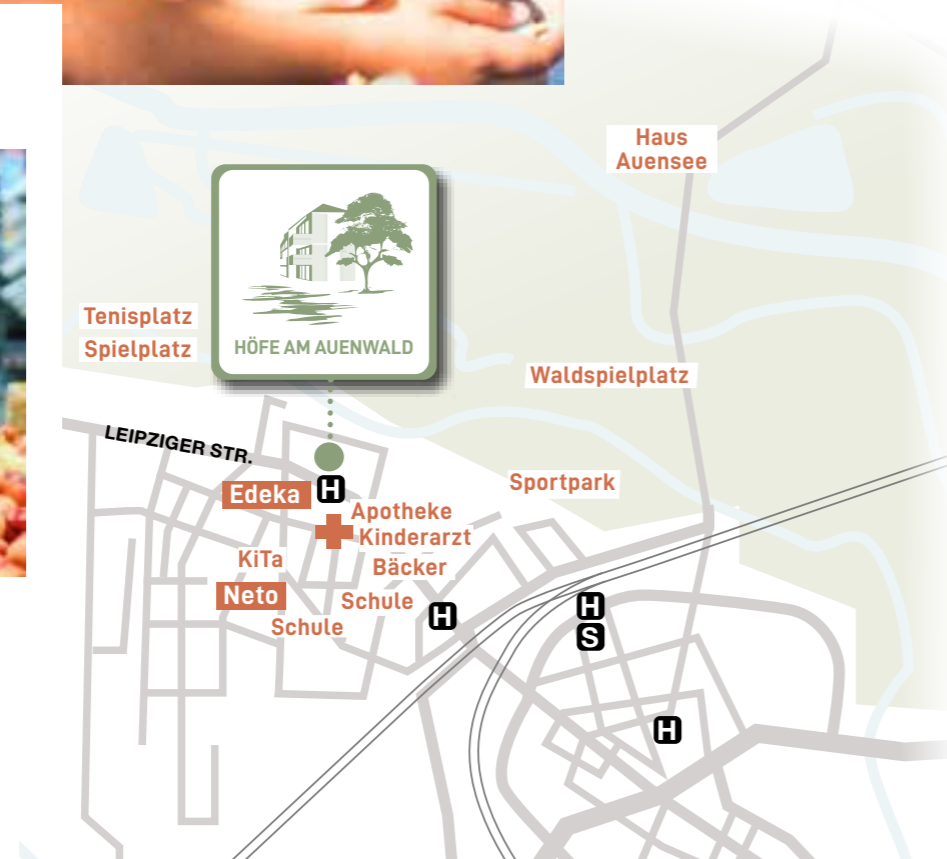 Haus
Auensee
Tenisplatz
Spielplatz
HÖFE AM AUENWALD
Waldspielplatz
LEIPZIGER STR.
Edeka
H
Sportpark
Apotheke
Kinderarzt
KiTa
Bäcker
Neto
Schule
Schule
H
H
S
H